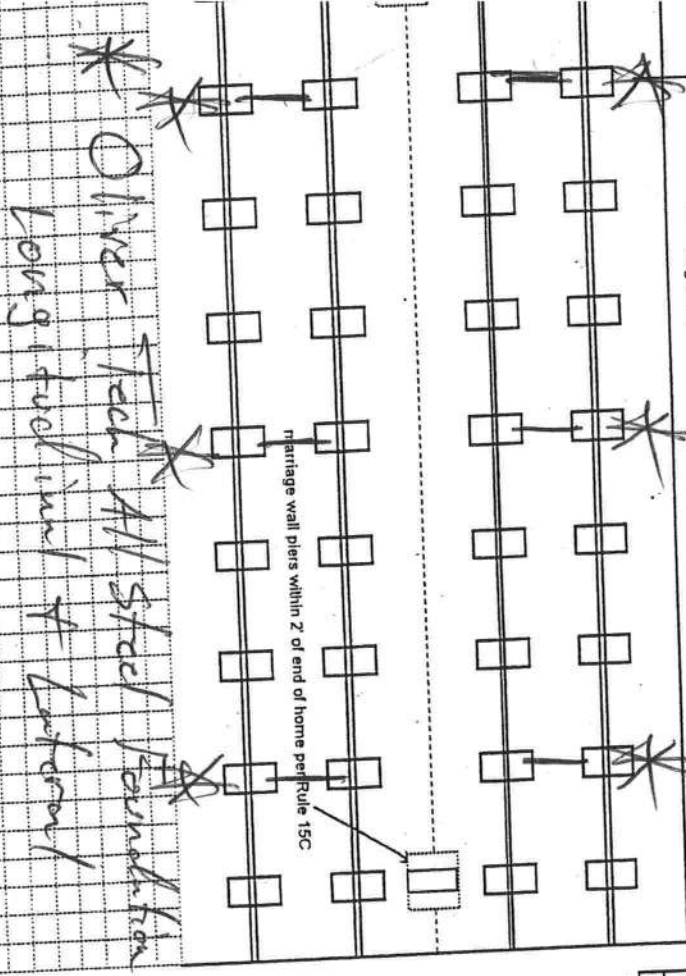 * Oliver Tech All Steel Foundation
Longitudinal + Lateral
marriage wall piers within 2' of end of home per Rule 15C